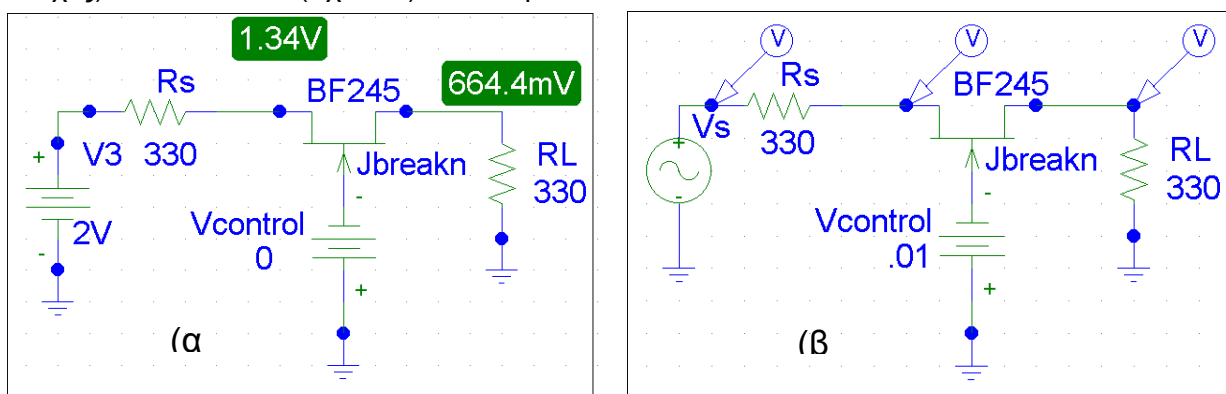 1.34V
Rs
BF245
664.4mV
V3
330
Jbreakn
RL
330
+
-
2V
-
Vcontrol
0
+
(α
V
V
V
Rs
BF245
Vs
330
+
-
Jbreakn
RL
330
-
Vcontrol
.01
+
(β